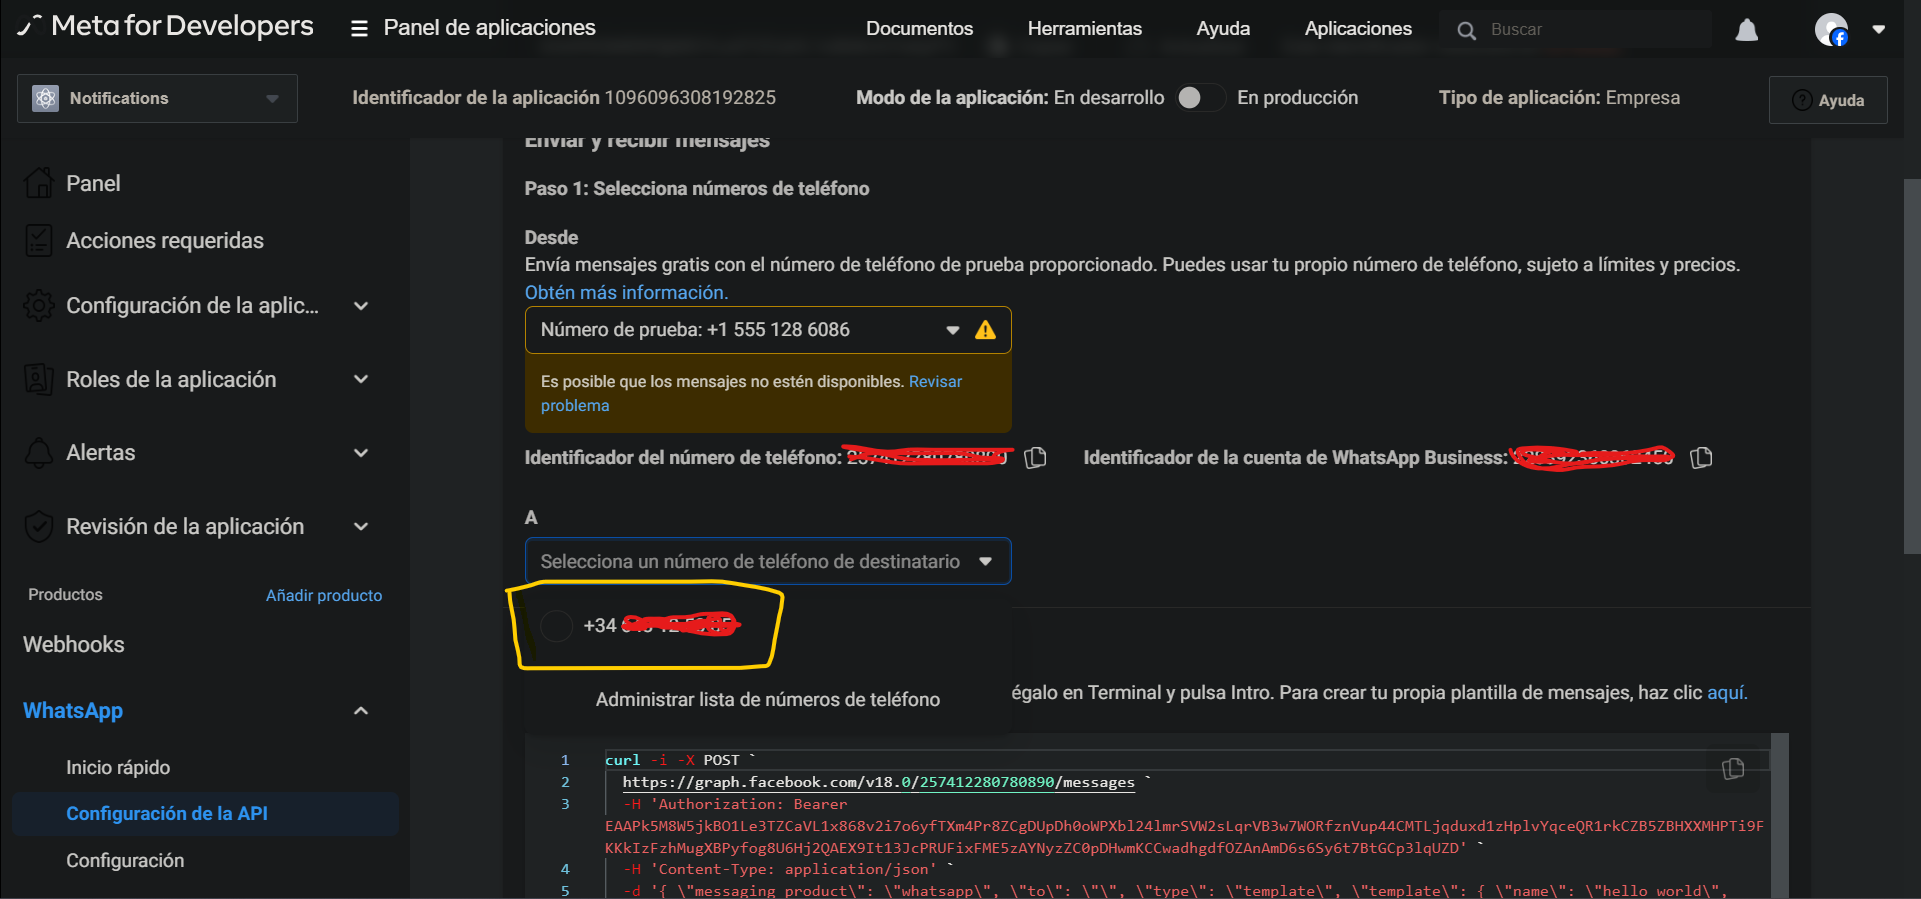 Meta for Developers
Panel de aplicaciones
Documentos
Herramientas
Ayuda
Aplicaciones
Buscar
Notifications
Identificador de la aplicación 1096096308192825
Modo de la aplicación: En desarrollo
En producción
Tipo de aplicación: Empresa
Ayuda
Panel
Acciones requeridas
Configuración de la aplic...
Roles de la aplicación
Alertas
Revisión de la aplicación
Productos
Añadir producto
Webhooks
WhatsApp
Inicio rápido
Configuración de la API
Configuración
Enviar y recibir mensajes
Paso 1: Selecciona números de teléfono
Desde
Envía mensajes gratis con el número de teléfono de prueba proporcionado. Puedes usar tu propio número de teléfono, sujeto a límites y precios.
Obtén más información.
Número de prueba: +1 555 128 6086
Es posible que los mensajes no estén disponibles. Revisar
problema
Identificador del número de teléfono:
Identificador de la cuenta de WhatsApp Business:
A
Selecciona un número de teléfono de destinatario
+34
Administrar lista de números de teléfono
égalo en Terminal y pulsa Intro. Para crear tu propia plantilla de mensajes, haz clic aquí.
1 curl -i -X POST `
2 https://graph.facebook.com/v18.0/257412280780890/messages `
3 -H 'Authorization: Bearer
4 -H 'Content-Type: application/json' `
5 -d '{ \"messaging_product\": \"whatsapp\", \"to\": \"\", \"type\": \"template\", \"template\": { \"name\": \"hello_world\",